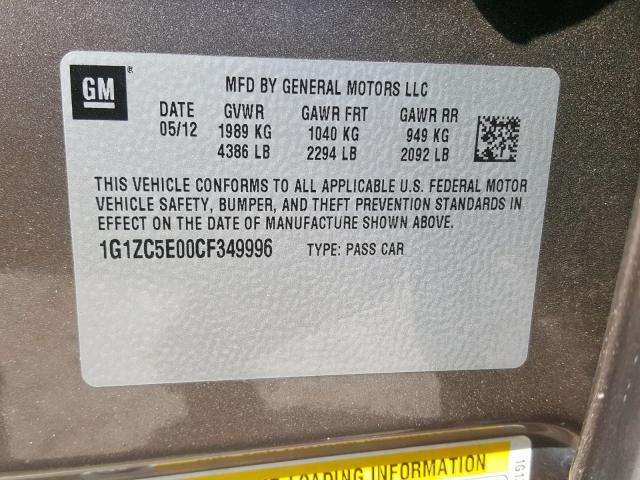 GM
MFD BY GENERAL MOTORS LLC
DATE GVWR GAWR FRT GAWR RR
05/12 1989 KG 1040 KG 949 KG
4386 LB 2294 LB 2092 LB
THIS VEHICLE CONFORMS TO ALL APPLICABLE U.S. FEDERAL MOTOR
VEHICLE SAFETY, BUMPER, AND THEFT PREVENTION STANDARDS IN
EFFECT ON THE DATE OF MANUFACTURE SHOWN ABOVE.
1G1ZC5E00CF349996 TYPE: PASS CAR
LOADING INFORMATION